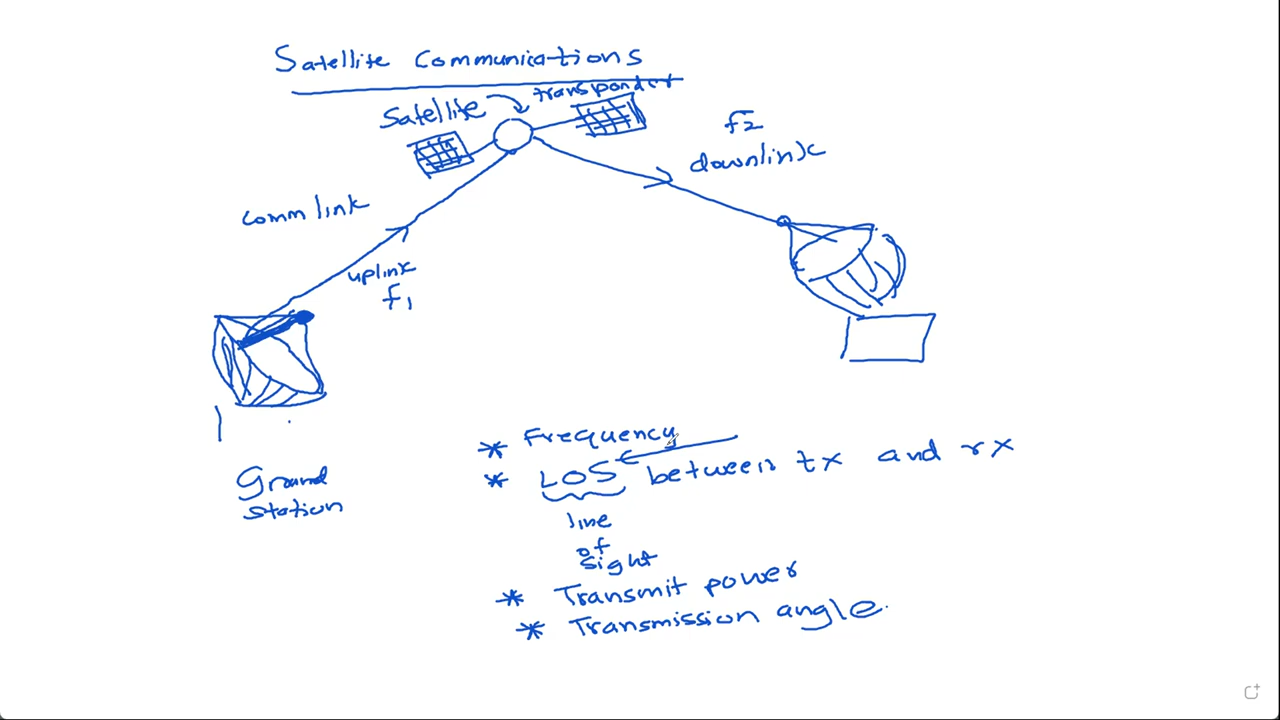 Satellite Communications
Satellite
transponder
f2
downlink
comm link
uplink
f1
Ground
station
* Frequency
* LOS between tx and rx
line
of
sight
* Transmit power
* Transmission angle